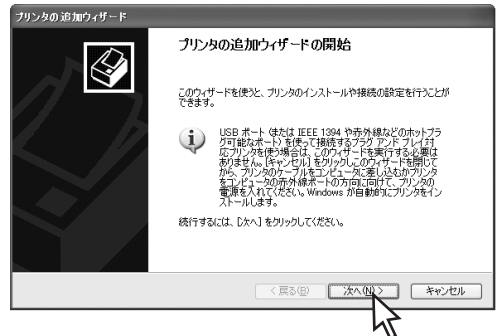 プリンタの追加ウィザード
プリンタの追加ウィザードの開始
このウィザードを使うと、プリンタのインストールや接続の設定を行うことが
できます。
USB ポート (または IEEE 1394 や赤外線などのホットプラ
グ可能なポート) を使って接続するプラグ アンド プレイ対
応プリンタを使う場合は、このウィザードを実行する必要は
ありません。[キャンセル] をクリックしこのウィザードを閉じて
から、プリンタのケーブルをコンピュータに差し込むかプリンタ
をコンピュータの赤外線ポートの方向に向けて、プリンタの
電源を入れてください。Windows が自動的にプリンタをイン
ストールします。
続行するには、[次へ] をクリックしてください。
< 戻る(B)
次へ(N) >
キャンセル